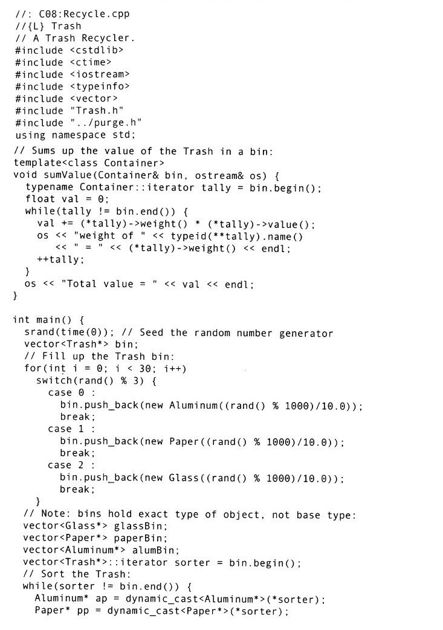 //: C08:Recycle.cpp
//{L} Trash
// A Trash Recycler.
#include <cstdlib>
#include <ctime>
#include <iostream>
#include <typeinfo>
#include <vector>
#include "Trash.h"
#include "../purge.h"
using namespace std;
// Sums up the value of the Trash in a bin:
template<class Container>
void sumValue(Container& bin, ostream& os) {
  typename Container::iterator tally = bin.begin();
  float val = 0;
  while(tally != bin.end()) {
    val += (*tally)->weight() * (*tally)->value();
    os << "weight of " << typeid(**tally).name()
       << " = " << (*tally)->weight() << endl;
    ++tally;
  }
  os << "Total value = " << val << endl;
}
int main() {
  srand(time(0)); // Seed the random number generator
  vector<Trash*> bin;
  // Fill up the Trash bin:
  for(int i = 0; i < 30; i++)
    switch(rand() % 3) {
      case 0 :
        bin.push_back(new Aluminum((rand() % 1000)/10.0));
        break;
      case 1 :
        bin.push_back(new Paper((rand() % 1000)/10.0));
        break;
      case 2 :
        bin.push_back(new Glass((rand() % 1000)/10.0));
        break;
    }
  // Note: bins hold exact type of object, not base type:
  vector<Glass*> glassBin;
  vector<Paper*> paperBin;
  vector<Aluminum*> alumBin;
  vector<Trash*>::iterator sorter = bin.begin();
  // Sort the Trash:
  while(sorter != bin.end()) {
    Aluminum* ap = dynamic_cast<Aluminum*>(*sorter);
    Paper* pp = dynamic_cast<Paper*>(*sorter);